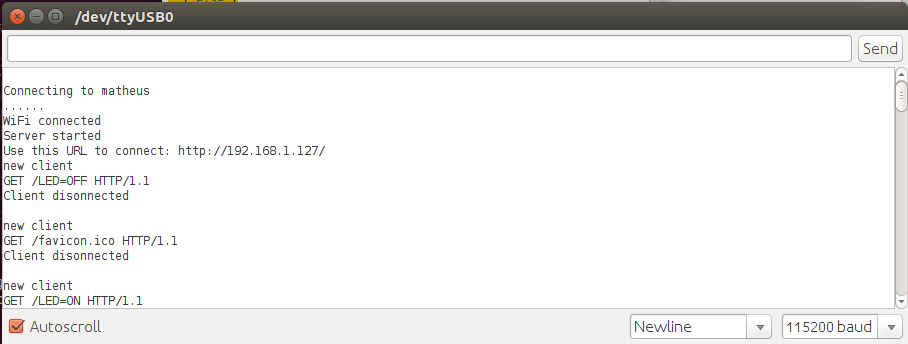 /dev/ttyUSB0
Send
Connecting to matheus
......
WiFi connected
Server started
Use this URL to connect: http://192.168.1.127/
new client
GET /LED=OFF HTTP/1.1
Client disonnected
new client
GET /favicon.ico HTTP/1.1
Client disonnected
new client
GET /LED=ON HTTP/1.1
Autoscroll
Newline
115200 baud